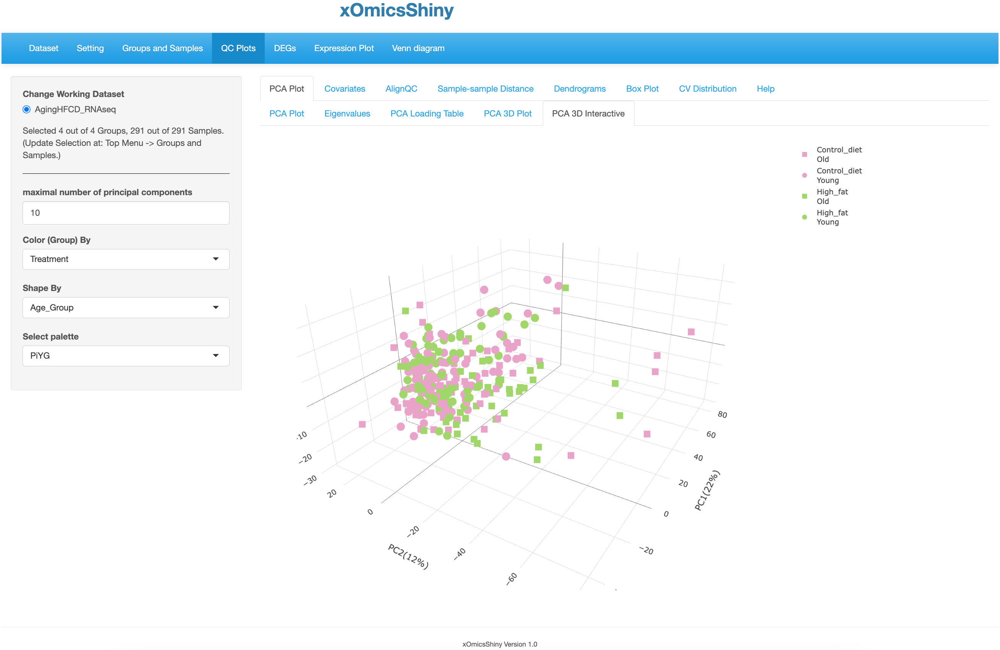 xOmicsShiny
Dataset Setting Groups and Samples QC Plots DEGs Expression Plot Venn diagram
Change Working Dataset
AgingHFCD_RNAseq
Selected 4 out of 4 Groups, 291 out of 291 Samples.
(Update Selection at: Top Menu -> Groups and
Samples.)
maximal number of principal components
10
Color (Group) By
Treatment
Shape By
Age_Group
Select palette
PiYG
PCA Plot Covariates AlignQC Sample-sample Distance Dendrograms Box Plot CV Distribution Help
PCA Plot Eigenvalues PCA Loading Table PCA 3D Plot PCA 3D Interactive
Control_diet
Old
Control_diet
Young
High_fat
Old
High_fat
Young
−20
−30
20
0
−20
−40
−60
PC2(12%)
80
60
40
20
0
−20
PC1(22%)
xOmicsShiny Version 1.0